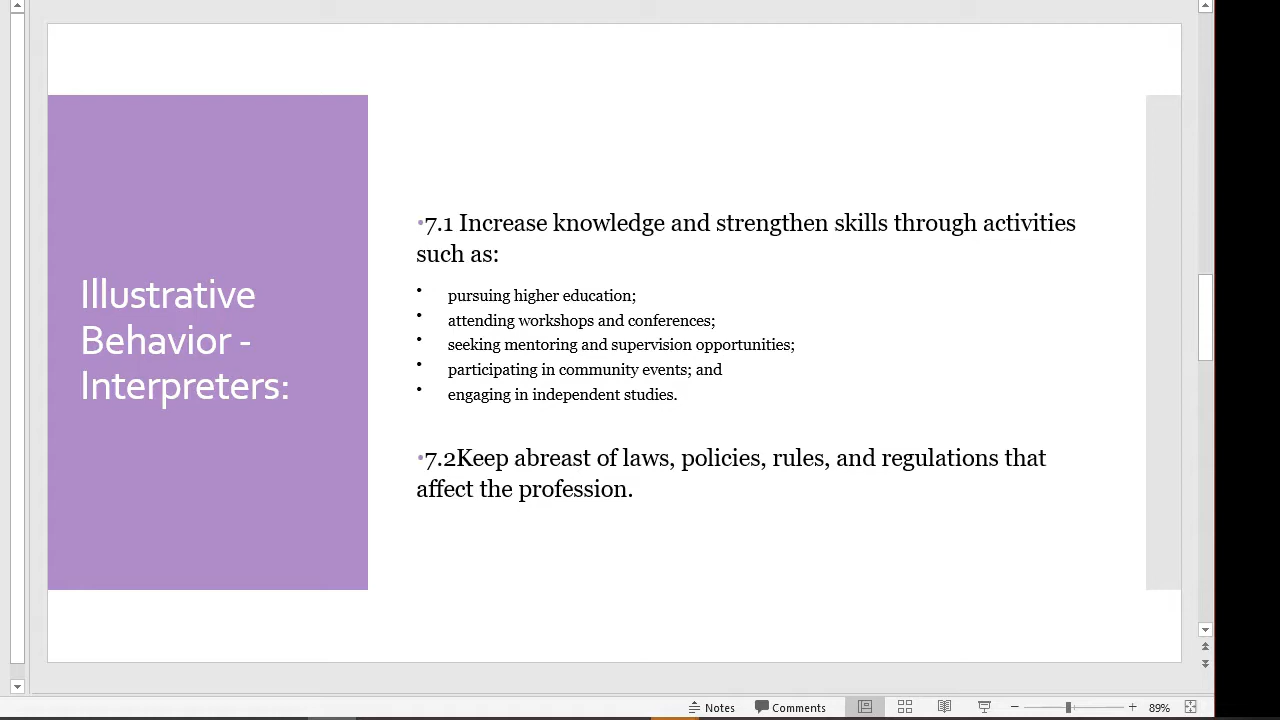 Illustrative
Behavior -
Interpreters:
•7.1 Increase knowledge and strengthen skills through activities
such as:
• pursuing higher education;
• attending workshops and conferences;
• seeking mentoring and supervision opportunities;
• participating in community events; and
• engaging in independent studies.
•7.2Keep abreast of laws, policies, rules, and regulations that
affect the profession.
Notes Comments 89%